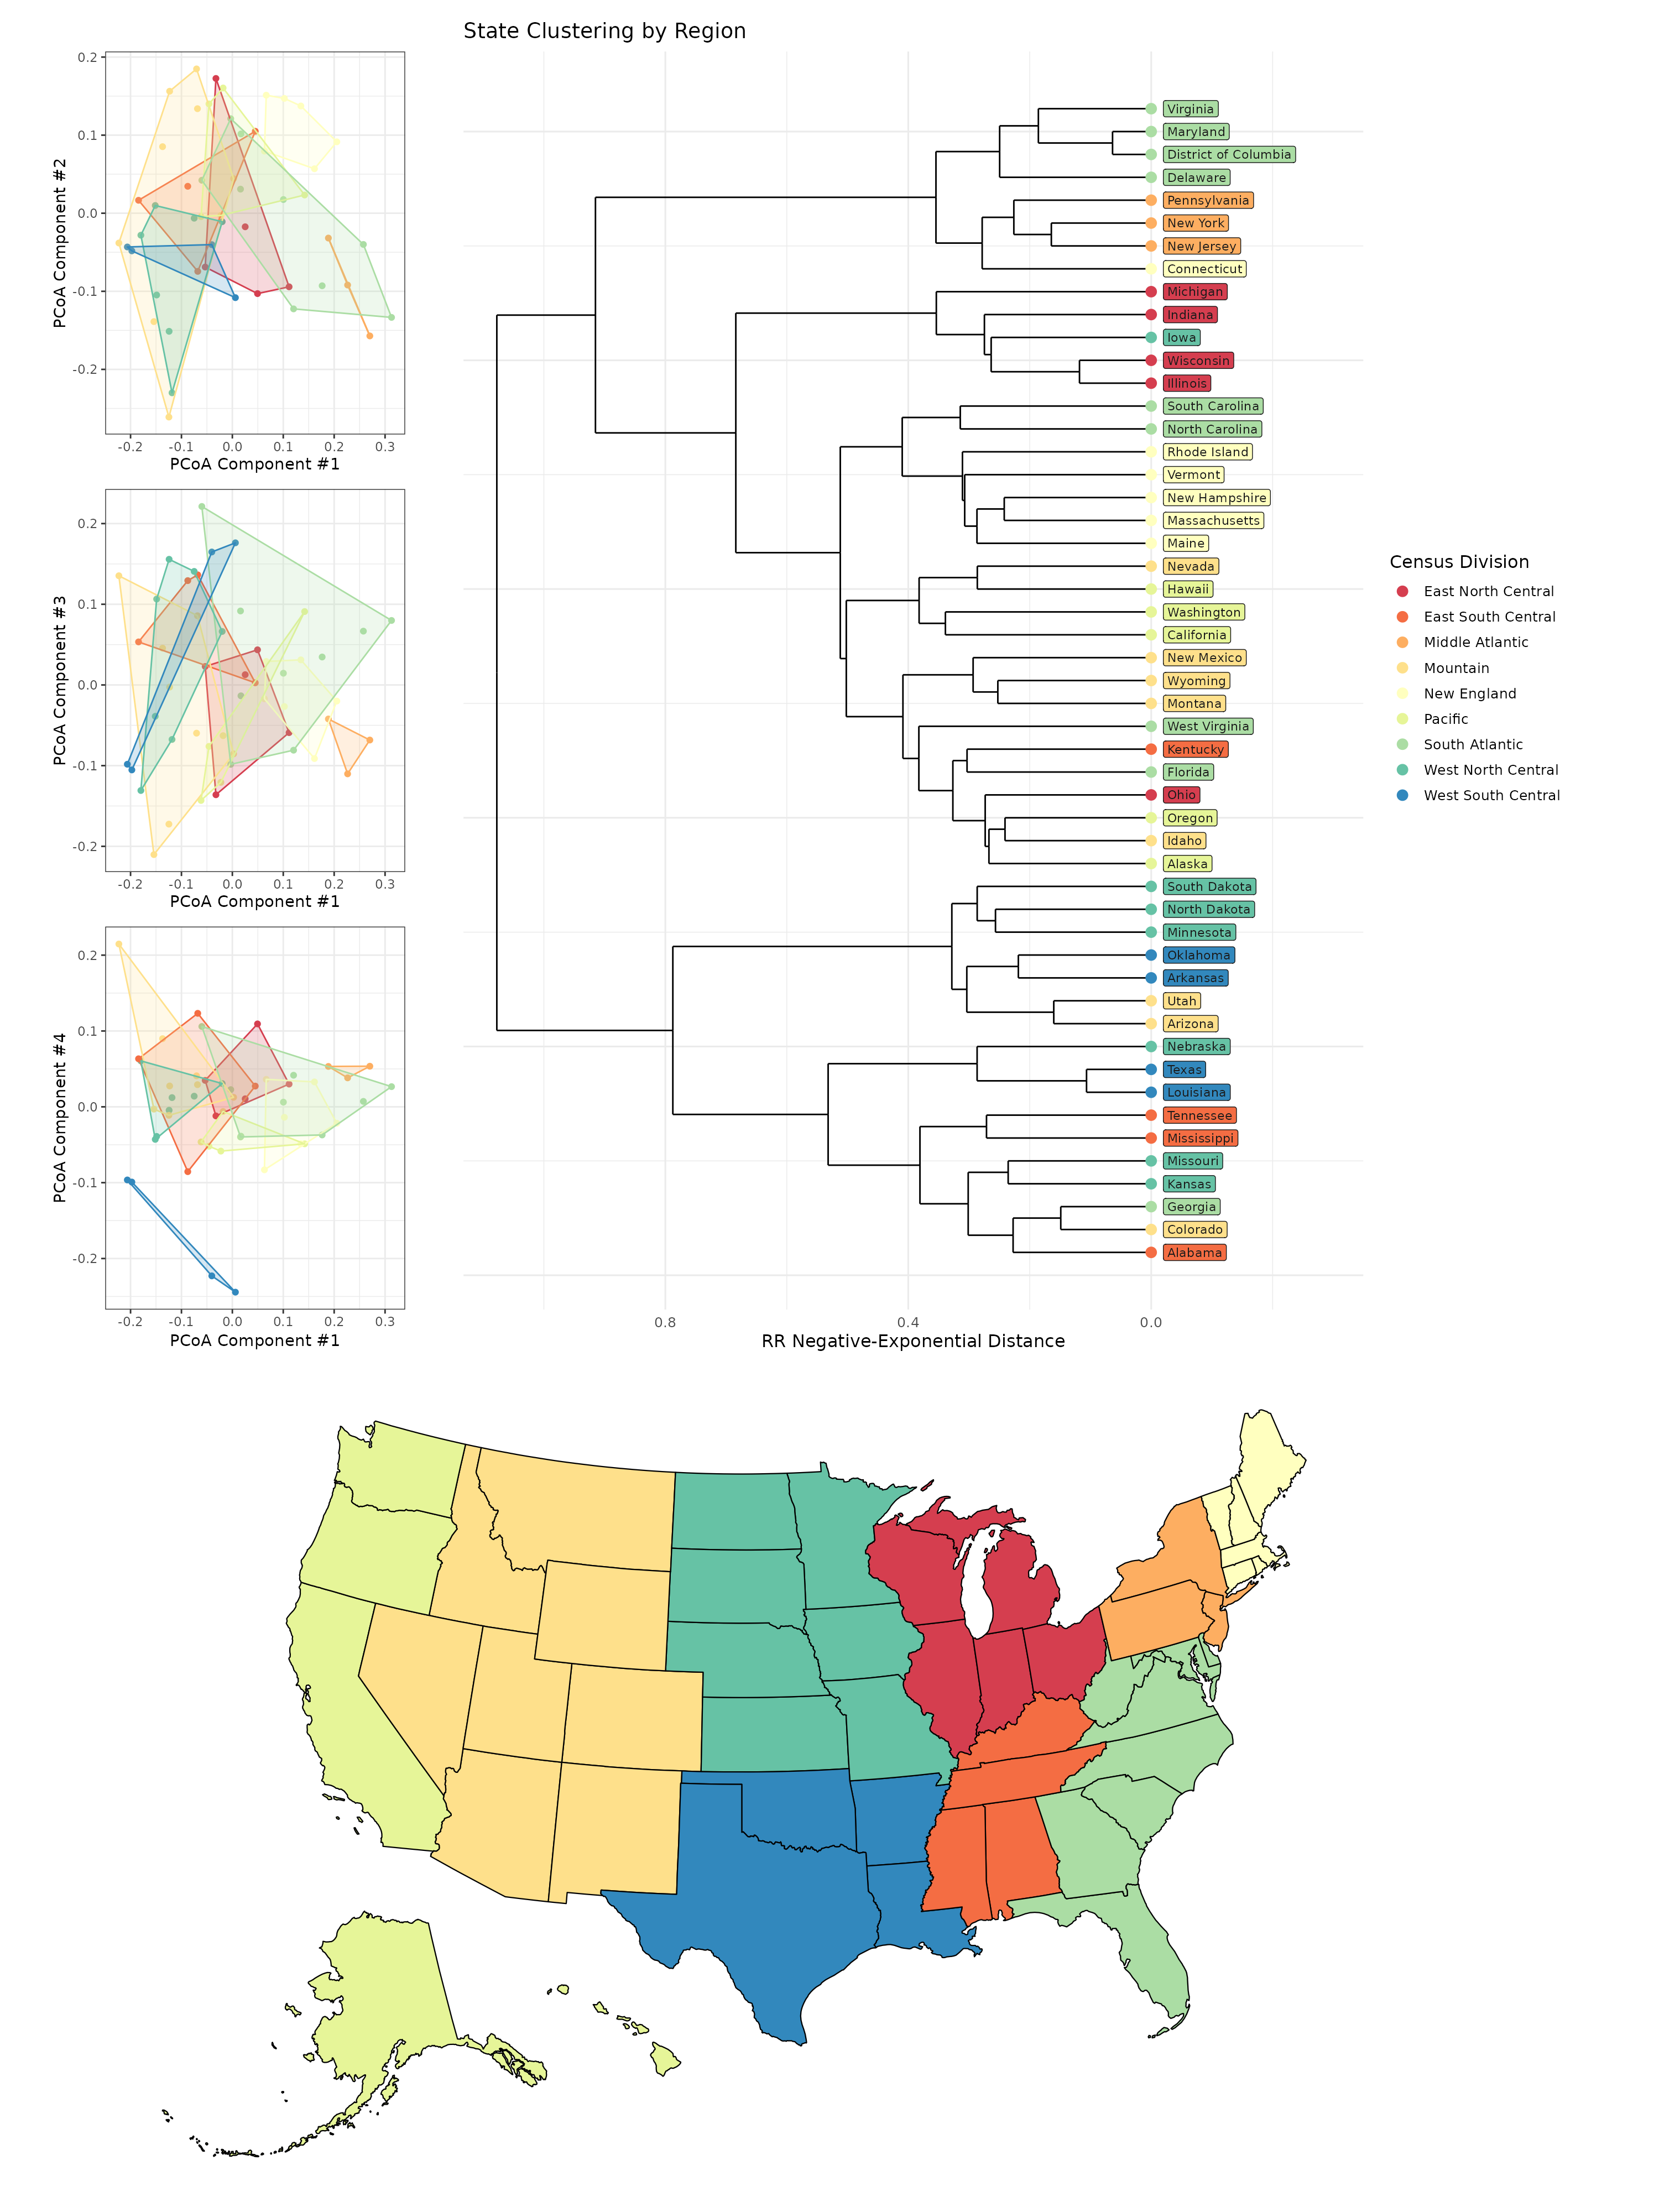 State Clustering by Region
0.2
0.1
0.0
-0.1
-0.2
PCoA Component #2
-0.2 -0.1 0.0 0.1 0.2 0.3
PCoA Component #1
0.2
0.1
0.0
-0.1
-0.2
PCoA Component #3
-0.2 -0.1 0.0 0.1 0.2 0.3
PCoA Component #1
0.2
0.1
0.0
-0.1
-0.2
PCoA Component #4
-0.2 -0.1 0.0 0.1 0.2 0.3
PCoA Component #1
Virginia
Maryland
District of Columbia
Delaware
Pennsylvania
New York
New Jersey
Connecticut
Michigan
Indiana
Iowa
Wisconsin
Illinois
South Carolina
North Carolina
Rhode Island
Vermont
New Hampshire
Massachusetts
Maine
Nevada
Hawaii
Washington
California
New Mexico
Wyoming
Montana
West Virginia
Kentucky
Florida
Ohio
Oregon
Idaho
Alaska
South Dakota
North Dakota
Minnesota
Oklahoma
Arkansas
Utah
Arizona
Nebraska
Texas
Louisiana
Tennessee
Mississippi
Missouri
Kansas
Georgia
Colorado
Alabama
0.8 0.4 0.0
RR Negative-Exponential Distance
Census Division
East North Central
East South Central
Middle Atlantic
Mountain
New England
Pacific
South Atlantic
West North Central
West South Central